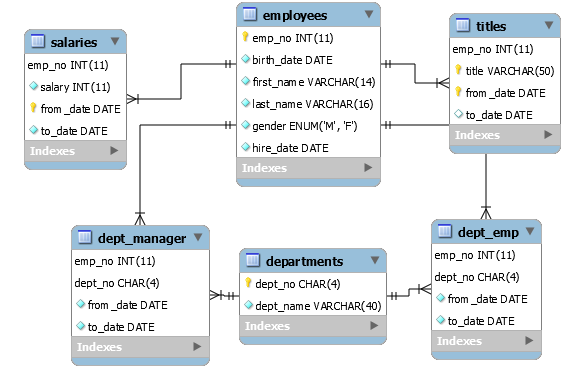 salaries
emp_no INT(11)
salary INT(11)
from_date DATE
to_date DATE
Indexes
employees
emp_no INT(11)
birth_date DATE
first_name VARCHAR(14)
last_name VARCHAR(16)
gender ENUM('M', 'F')
hire_date DATE
Indexes
titles
emp_no INT(11)
title VARCHAR(50)
from_date DATE
to_date DATE
Indexes
dept_manager
emp_no INT(11)
dept_no CHAR(4)
from_date DATE
to_date DATE
Indexes
departments
dept_no CHAR(4)
dept_name VARCHAR(40)
Indexes
dept_emp
emp_no INT(11)
dept_no CHAR(4)
from_date DATE
to_date DATE
Indexes